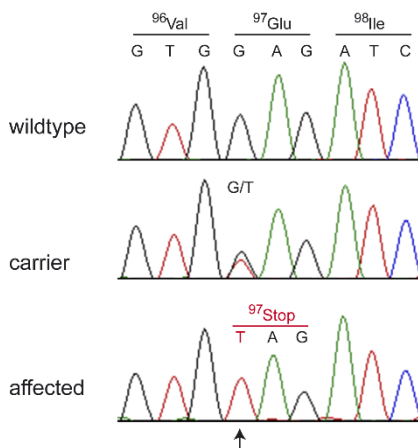 96Val 97Glu 98Ile
G T G G A G A T C
wildtype
G/T
carrier
97Stop
T A G
affected